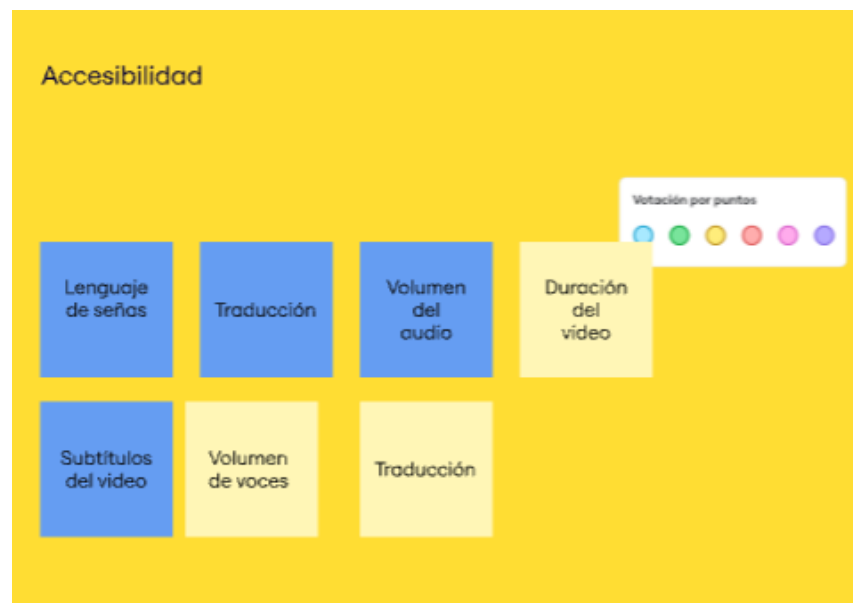 Accesibilidad
Votación por puntos
Lenguaje
de señas
Traducción
Volumen
del
audio
Duración
del
video
Subtítulos
del video
Volumen
de voces
Traducción